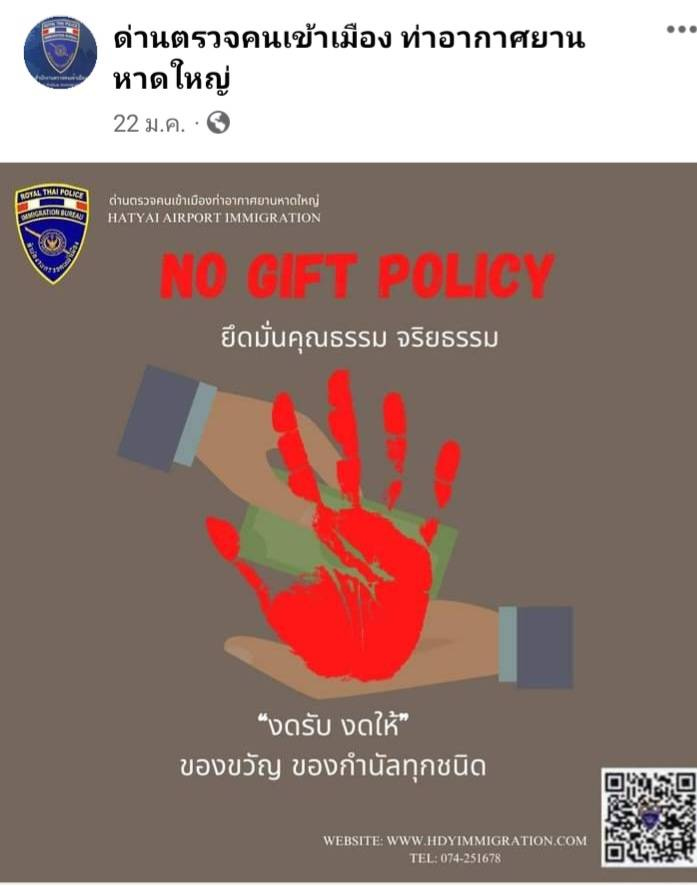 ด่านตรวจคนเข้าเมือง ท่าอากาศยาน
หาดใหญ่
22 ม.ค. ·
ROYAL THAI POLICE
IMMIGRATION BUREAU
ด่านตรวจคนเข้าเมืองท่าอากาศยานหาดใหญ่
HATYAI AIRPORT IMMIGRATION
NO GIFT POLICY
ยึดมั่นคุณธรรม จริยธรรม
“งดรับ งดให้”
ของขวัญ ของกำนัลทุกชนิด
WEBSITE: WWW.HDYIMMIGRATION.COM
TEL: 074-251678